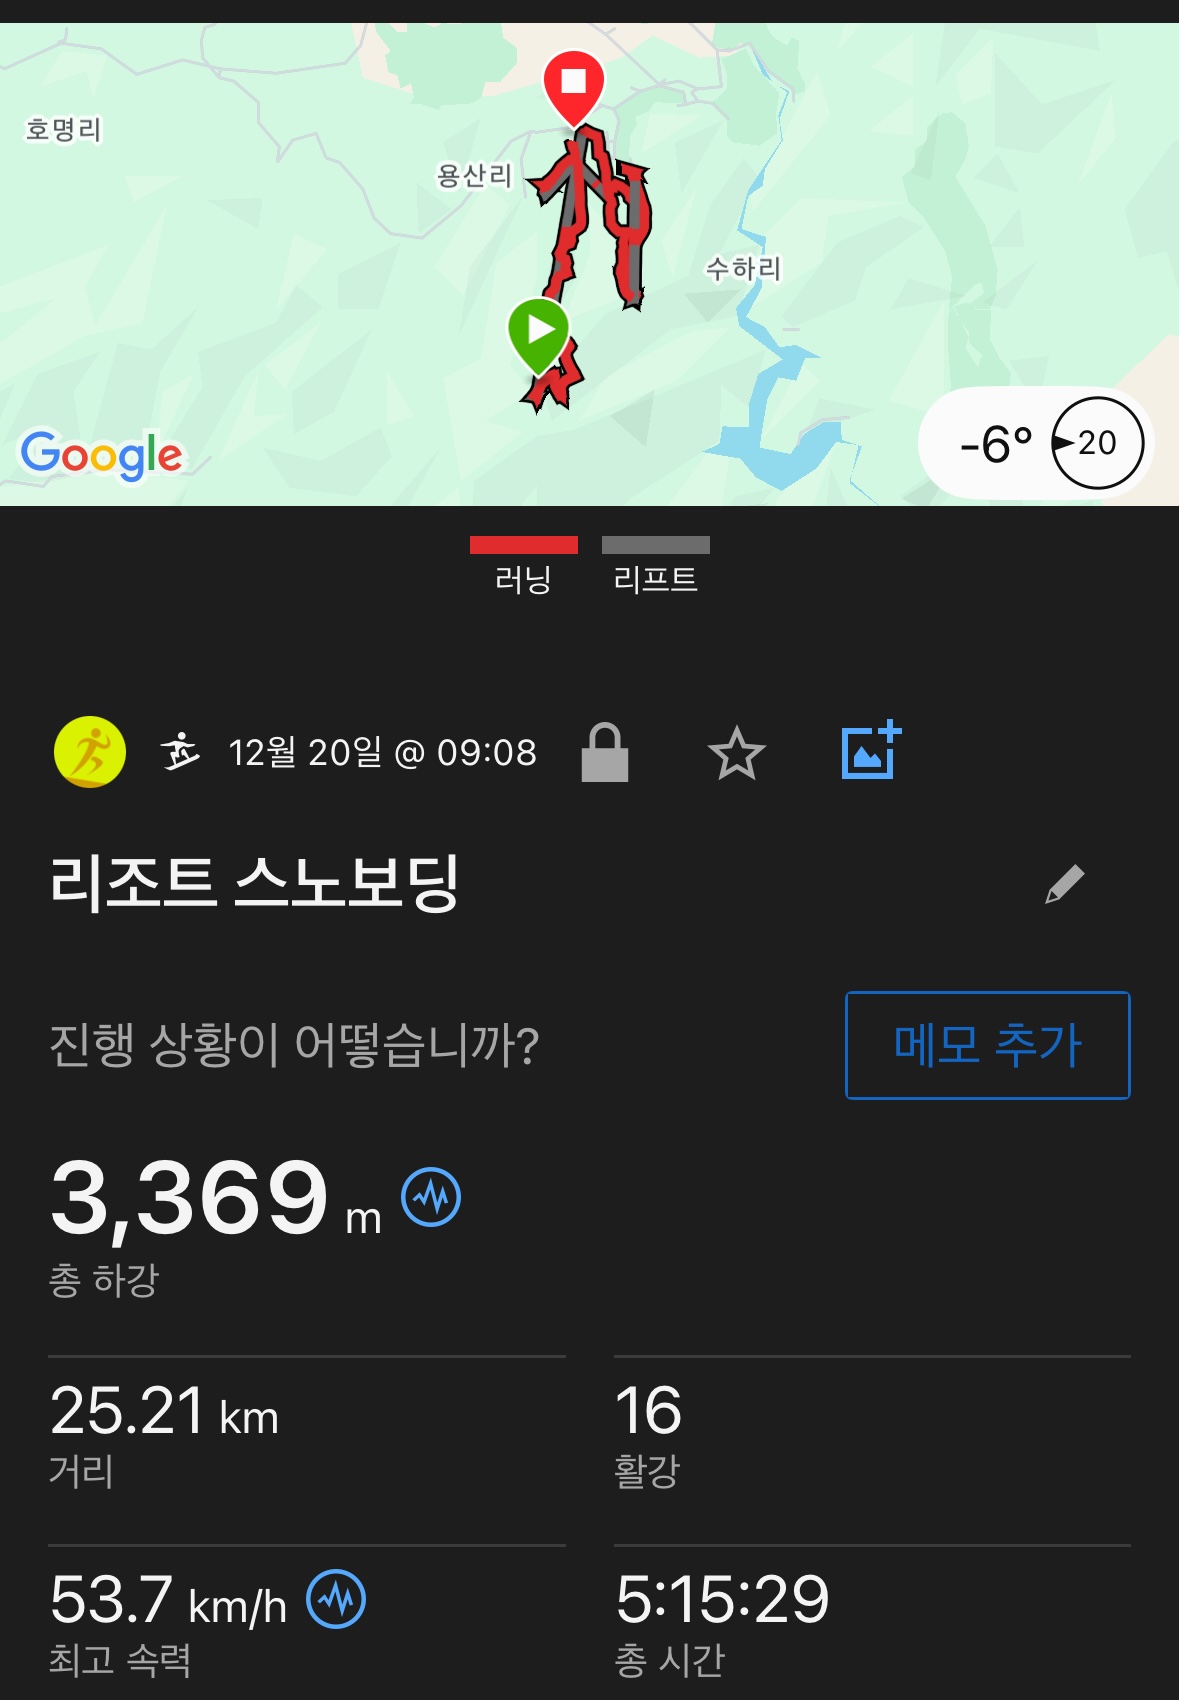 호명리
용산리
수하리
Google
-6° 20
러닝 리프트
12월 20일 @ 09:08
리조트 스노보딩
진행 상황이 어떻습니까? 메모 추가
3,369 m
총 하강
25.21 km 16
거리 활강
53.7 km/h 5:15:29
최고 속력 총 시간